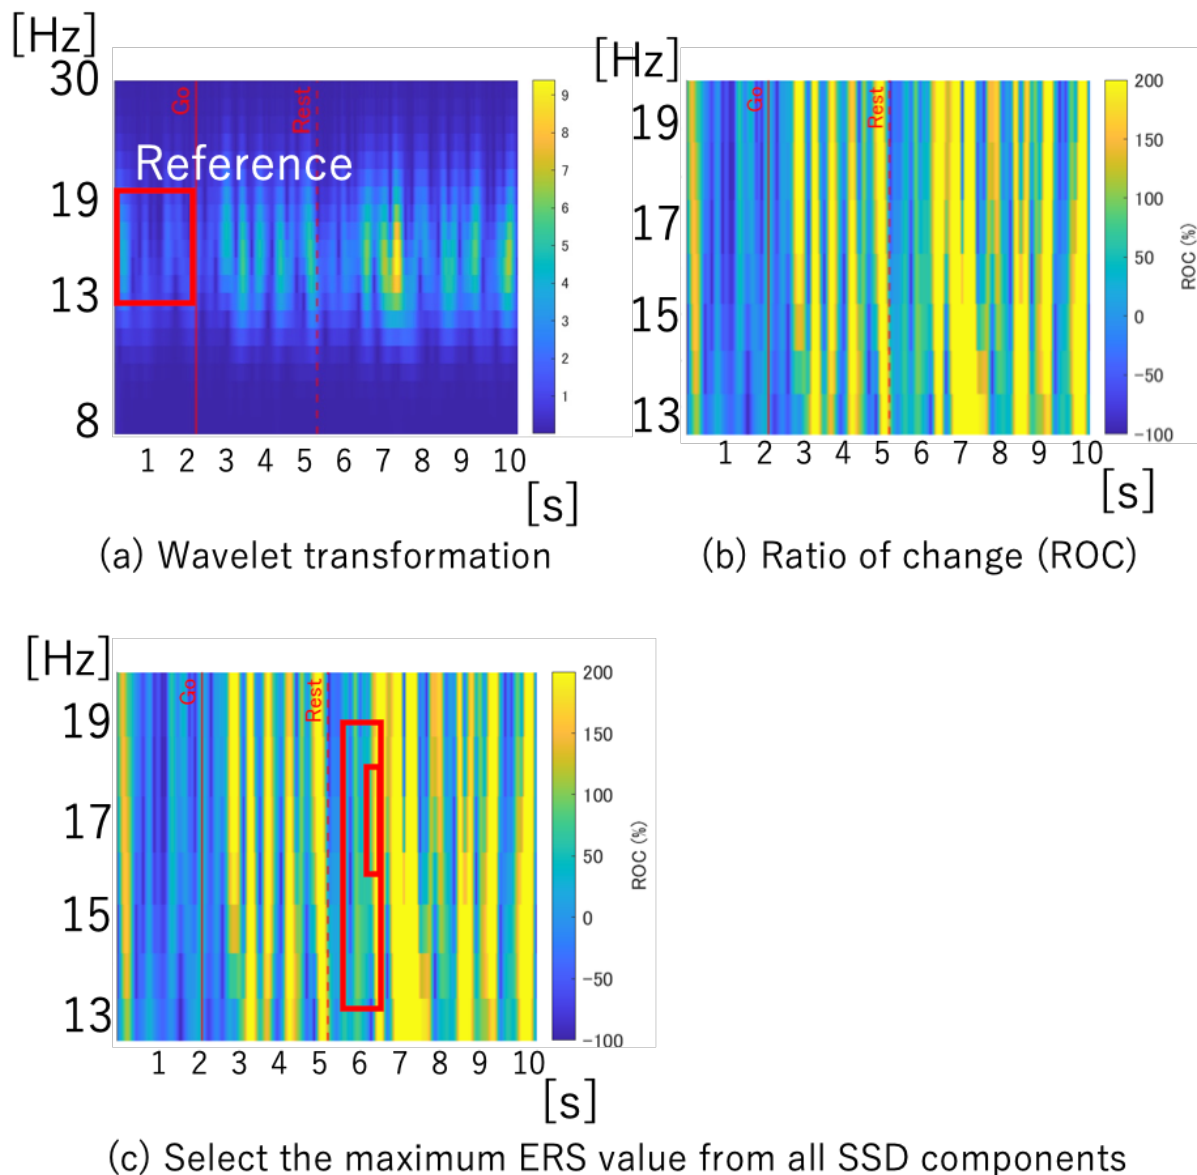 [Hz]
30
19
13
8
Go
Rest
Reference
1 2 3 4 5 6 7 8 9 10
[s]
9
8
7
6
5
4
3
2
1
(a) Wavelet transformation
[Hz]
19
17
15
13
Go
Rest
1 2 3 4 5 6 7 8 9 10
[s]
200
150
100
50
0
-50
-100
ROC (%)
(b) Ratio of change (ROC)
[Hz]
19
17
15
13
Go
Rest
1 2 3 4 5 6 7 8 9 10
[s]
200
150
100
50
0
-50
-100
ROC (%)
(c) Select the maximum ERS value from all SSD components